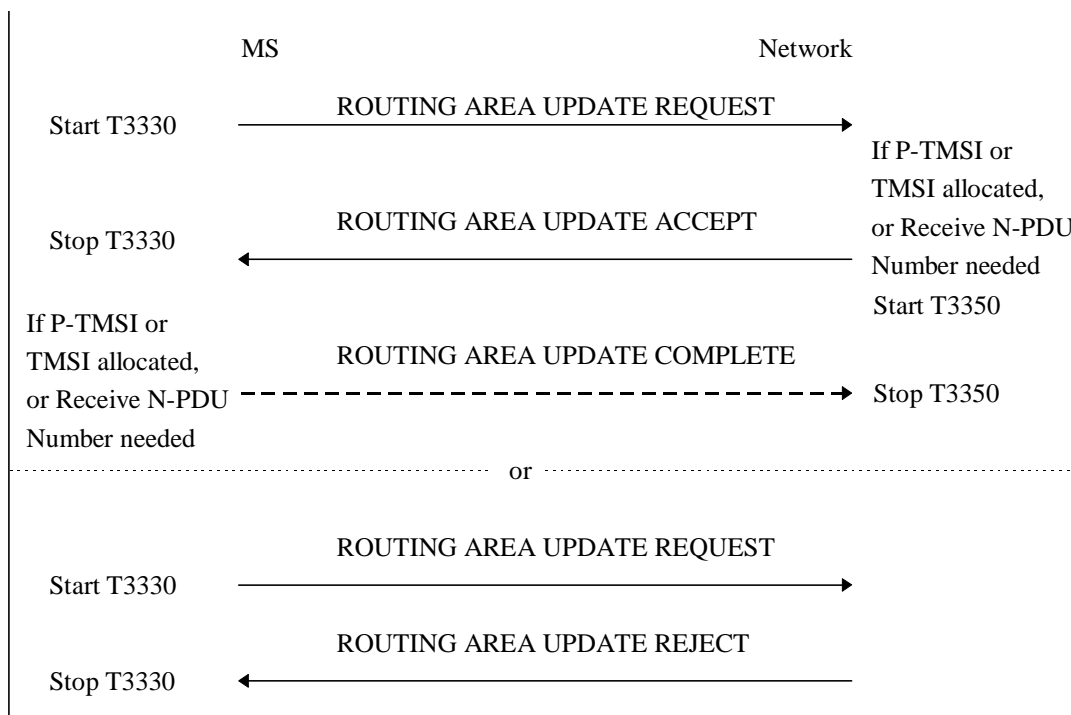 MS
Network
ROUTING AREA UPDATE REQUEST
Start T3330
If P-TMSI or
TMSI allocated,
or Receive N-PDU
Number needed
Start T3350
ROUTING AREA UPDATE ACCEPT
Stop T3330
If P-TMSI or
TMSI allocated,
or Receive N-PDU
Number needed
ROUTING AREA UPDATE COMPLETE
Stop T3350
or
ROUTING AREA UPDATE REQUEST
Start T3330
ROUTING AREA UPDATE REJECT
Stop T3330